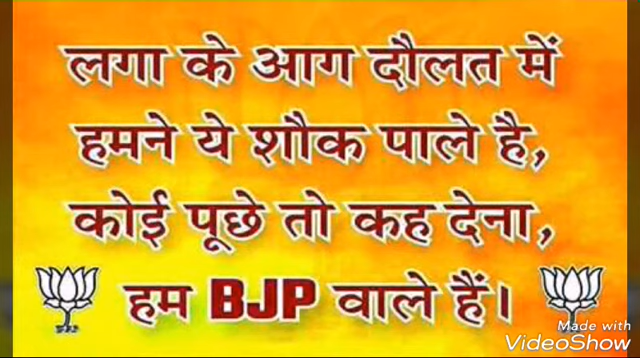 लगा के आग दौलत में
हमने ये शौक पाले है,
कोई पूछे तो कह देना,
हम BJP वाले हैं।
Made with
VideoShow